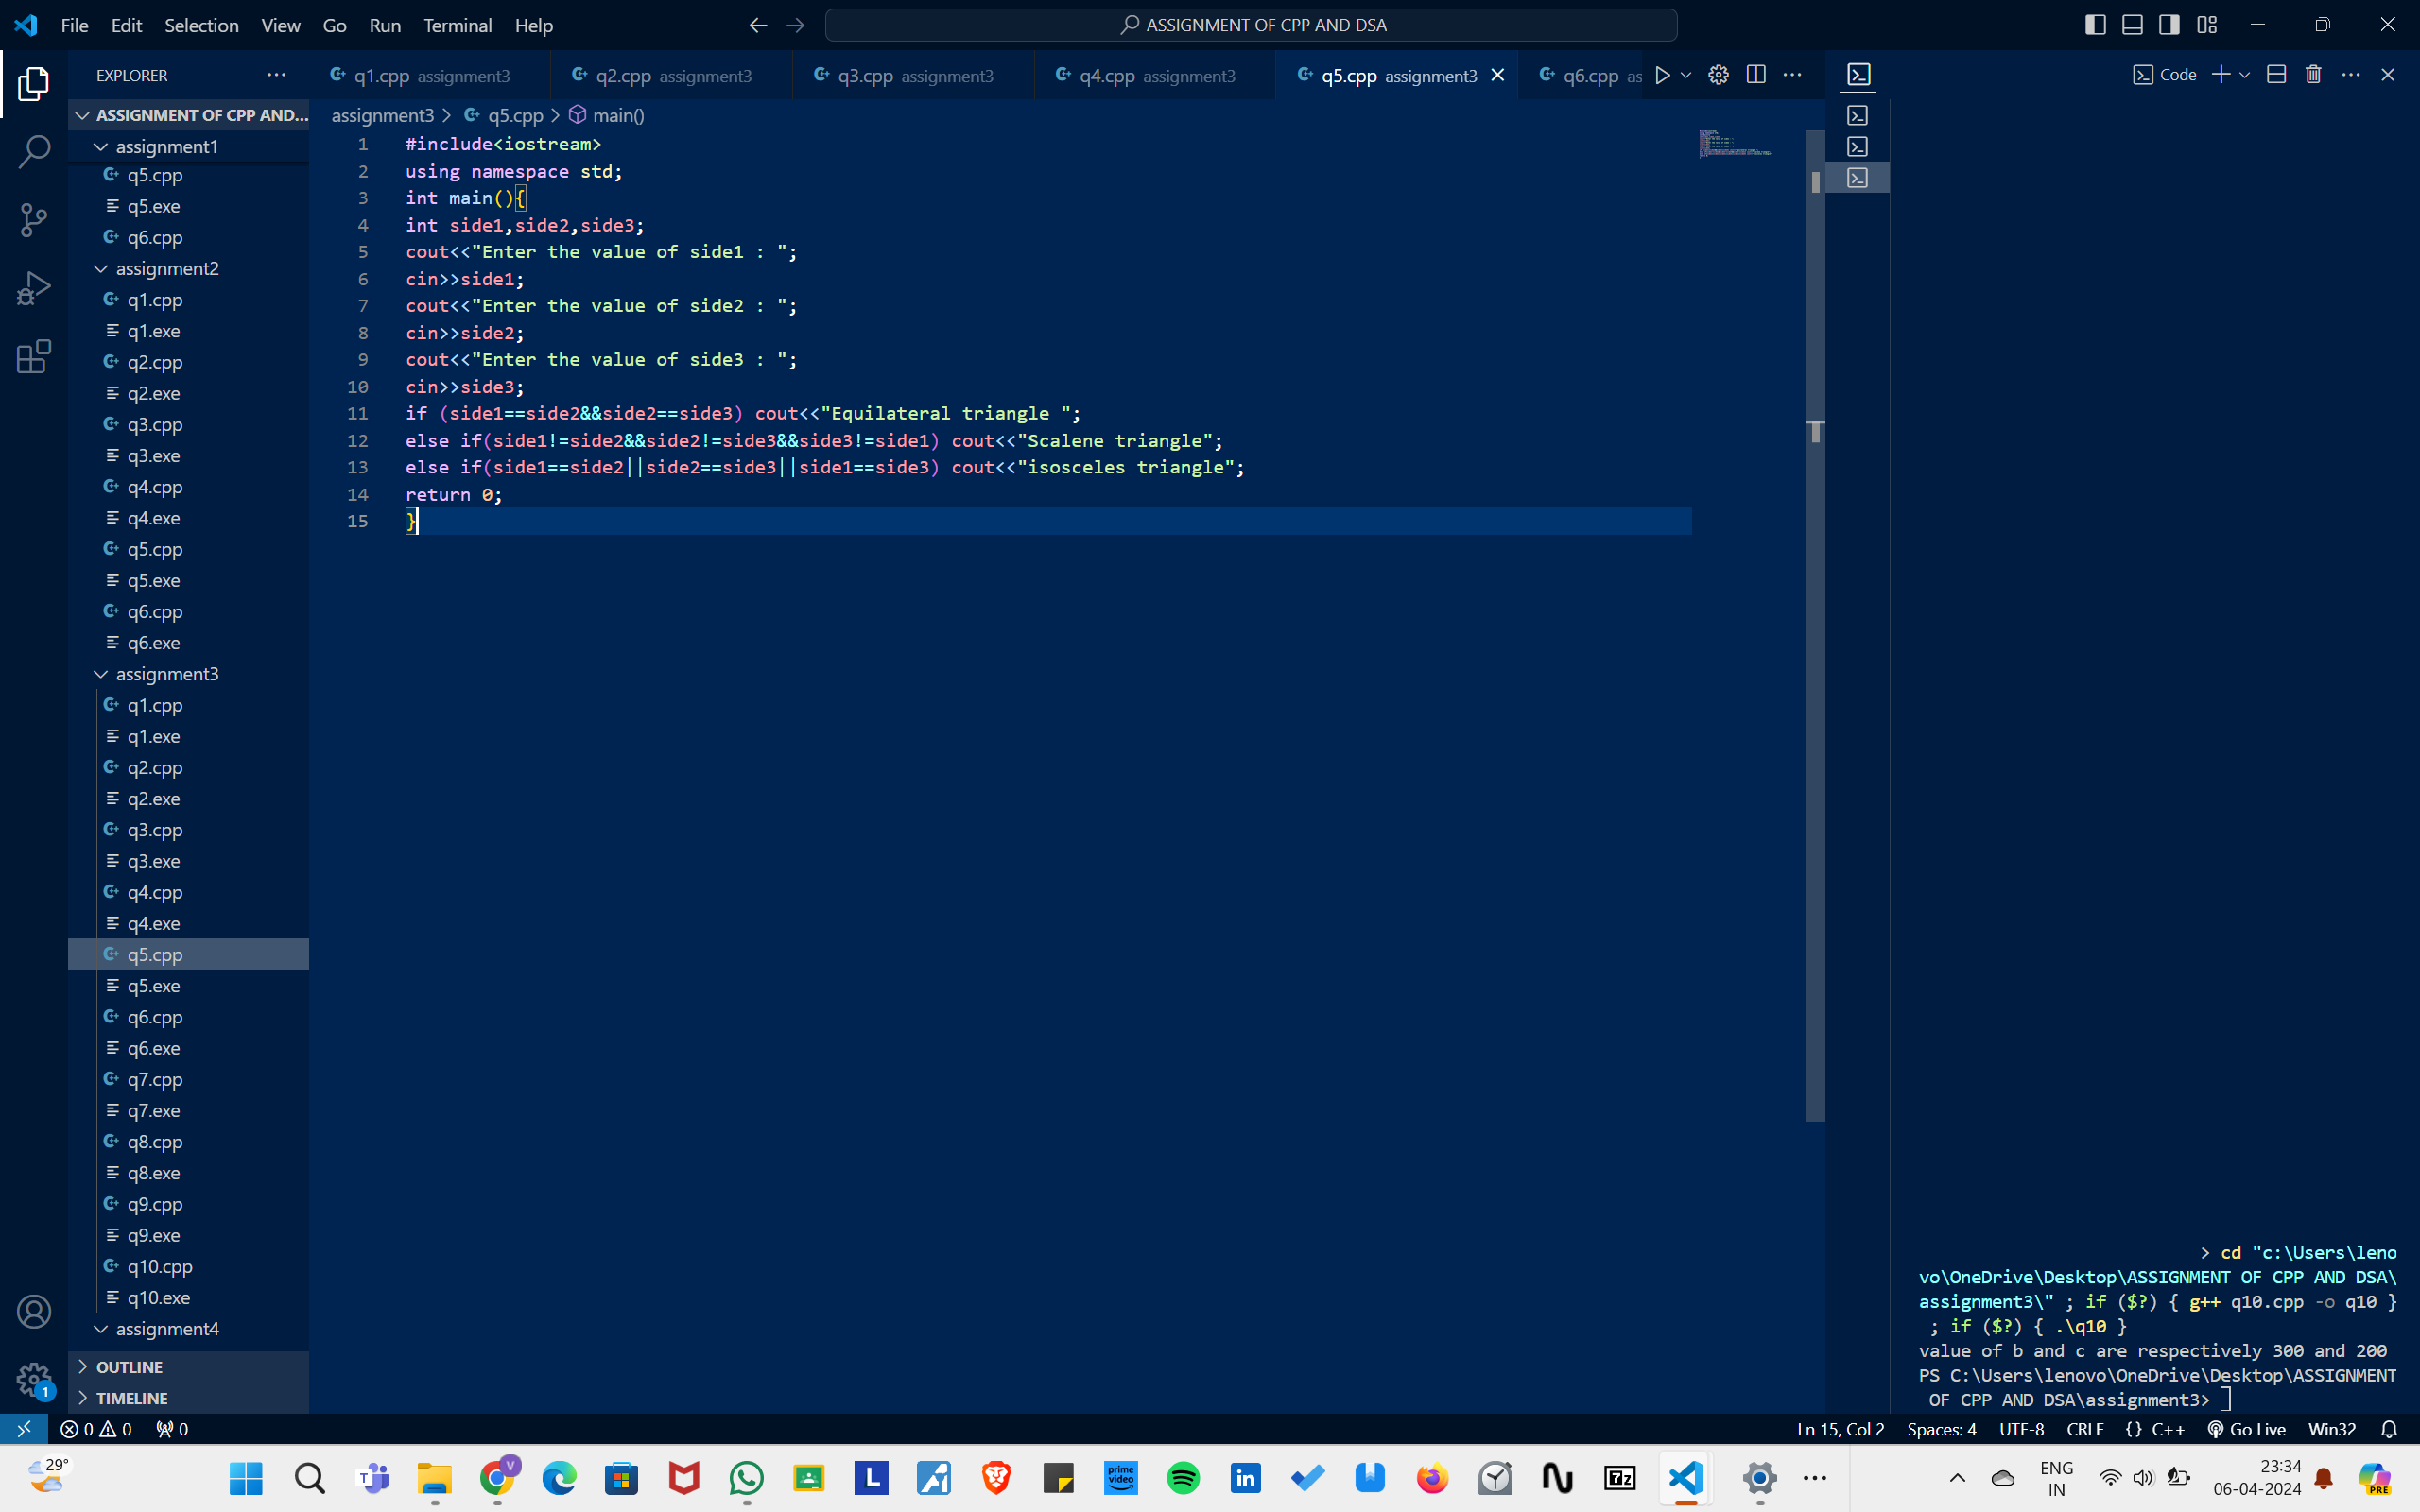 File Edit Selection View Go Run Terminal Help
ASSIGNMENT OF CPP AND DSA
EXPLORER
ASSIGNMENT OF CPP AND...
assignment1
q5.cpp
q5.exe
q6.cpp
assignment2
q1.cpp
q1.exe
q2.cpp
q2.exe
q3.cpp
q3.exe
q4.cpp
q4.exe
q5.cpp
q5.exe
q6.cpp
q6.exe
assignment3
q1.cpp
q1.exe
q2.cpp
q2.exe
q3.cpp
q3.exe
q4.cpp
q4.exe
q5.cpp
q5.exe
q6.cpp
q6.exe
q7.cpp
q7.exe
q8.cpp
q8.exe
q9.cpp
q9.exe
q10.cpp
q10.exe
assignment4
OUTLINE
TIMELINE
q1.cpp assignment3 q2.cpp assignment3 q3.cpp assignment3 q4.cpp assignment3 q5.cpp assignment3 q6.cpp as
assignment3 > q5.cpp > main()
1 #include<iostream>
2 using namespace std;
3 int main(){
4 int side1,side2,side3;
5 cout<<"Enter the value of side1 : ";
6 cin>>side1;
7 cout<<"Enter the value of side2 : ";
8 cin>>side2;
9 cout<<"Enter the value of side3 : ";
10 cin>>side3;
11 if (side1==side2&&side2==side3) cout<<"Equilateral triangle ";
12 else if(side1!=side2&&side2!=side3&&side3!=side1) cout<<"Scalene triangle";
13 else if(side1==side2||side2==side3||side1==side3) cout<<"isosceles triangle";
14 return 0;
15 }
Code
> cd "c:\Users\leno
vo\OneDrive\Desktop\ASSIGNMENT OF CPP AND DSA\
assignment3\" ; if ($?) { g++ q10.cpp -o q10 }
; if ($?) { .\q10 }
value of b and c are respectively 300 and 200
PS C:\Users\lenovo\OneDrive\Desktop\ASSIGNMENT
OF CPP AND DSA\assignment3>
1
0 0 0
Ln 15, Col 2 Spaces: 4 UTF-8 CRLF {} C++ Go Live Win32
29°
V
T
L
prime video
in
7z
ENG
IN
23:34
06-04-2024
PRE